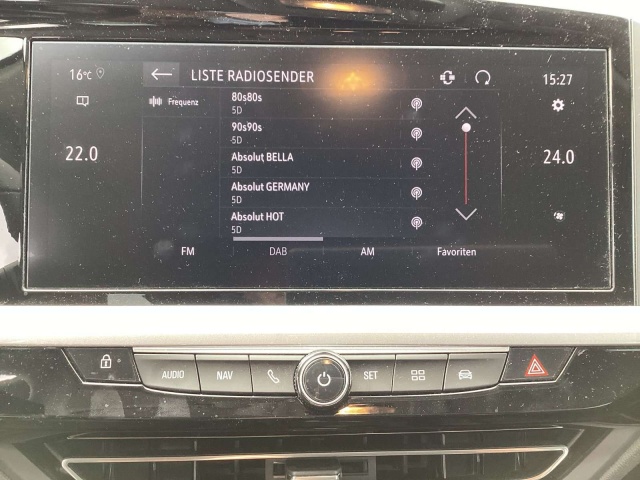 16°C
LISTE RADIOSENDER
15:27
Frequenz
80s80s
5D
90s90s
5D
Absolut BELLA
5D
Absolut GERMANY
5D
Absolut HOT
5D
22.0
24.0
FM DAB AM Favoriten
AUDIO NAV SET